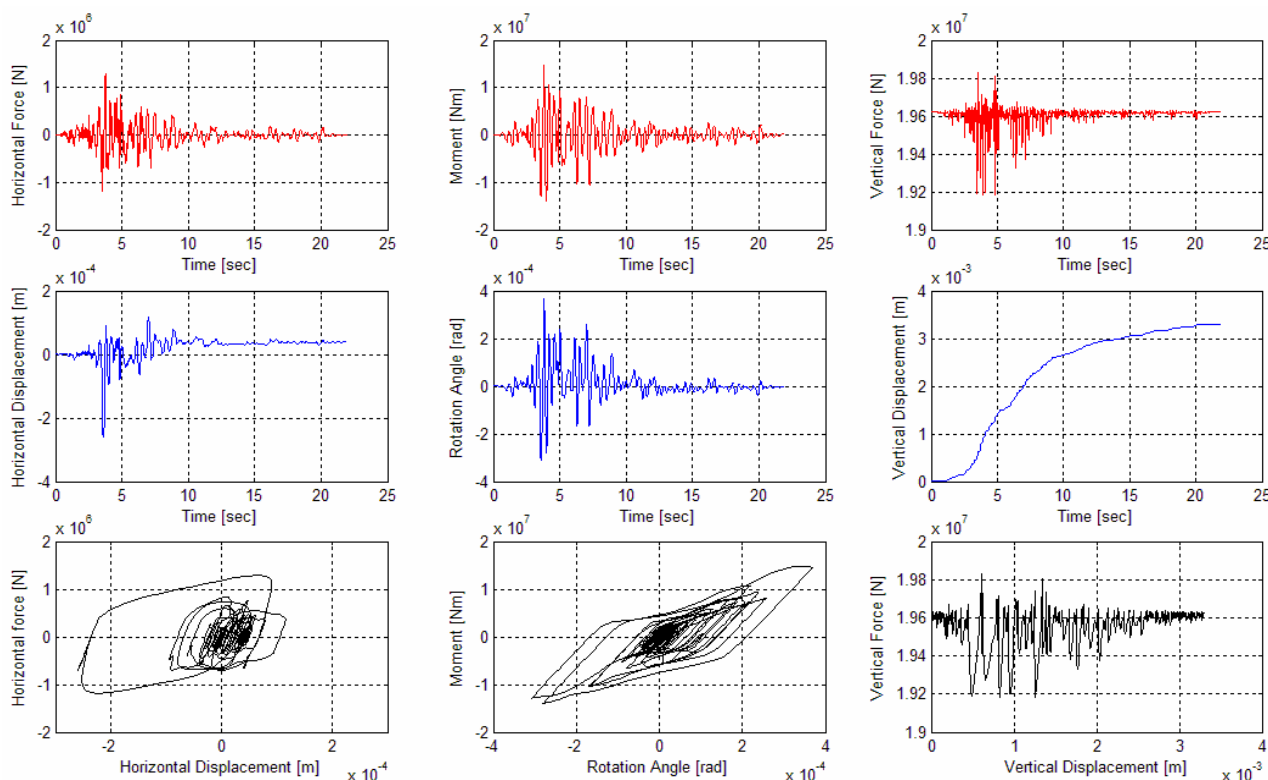 x 10^6
2
1
0
-1
-2
Horizontal Force [N]
0 5 10 15 20 25
Time [sec]
x 10^7
2
1
0
-1
-2
Moment [Nm]
0 5 10 15 20 25
Time [sec]
x 10^7
2
1.98
1.96
1.94
1.92
1.9
Vertical Force [N]
0 5 10 15 20 25
Time [sec]
x 10^-4
2
0
-2
-4
Horizontal Displacement [m]
0 5 10 15 20 25
Time [sec]
x 10^-4
4
2
0
-2
-4
Rotation Angle [rad]
0 5 10 15 20 25
Time [sec]
x 10^-3
4
3
2
1
0
Vertical Displacement [m]
0 5 10 15 20 25
Time [sec]
x 10^6
2
1
0
-1
-2
Horizontal force [N]
-2 0 2
Horizontal Displacement [m]
x 10^-4
x 10^7
2
1
0
-1
-2
Moment [Nm]
-4 -2 0 2 4
Rotation Angle [rad]
x 10^-4
x 10^7
2
1.98
1.96
1.94
1.92
1.9
Vertical Force [N]
0 1 2 3 4
Vertical Displacement [m]
x 10^-3